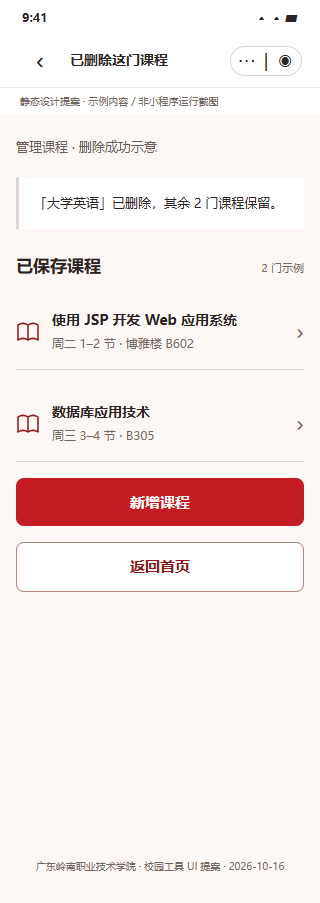 9:41
已删除这门课程
静态设计提案 · 示例内容 / 非小程序运行截图
管理课程 · 删除成功示意
「大学英语」已删除，其余 2 门课程保留。
已保存课程
2 门示例
使用 JSP 开发 Web 应用系统
周二 1–2 节 · 博雅楼 B602
数据库应用技术
周三 3–4 节 · B305
新增课程
返回首页
广东岭南职业技术学院 · 校园工具 UI 提案 · 2026-10-16